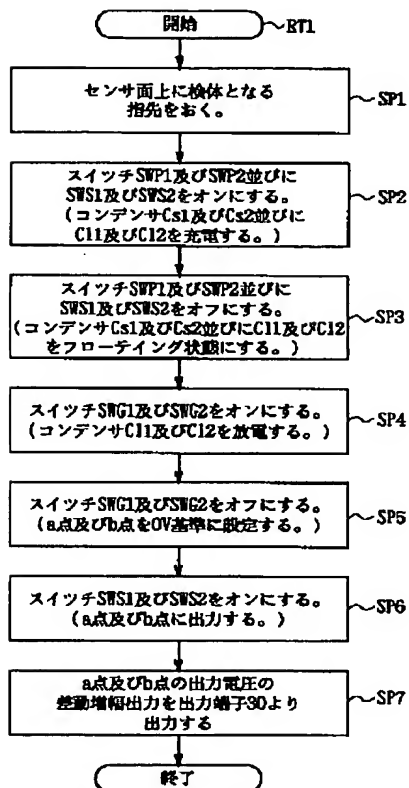 開始
RT1
センサ面上に検体となる
指先をおく。
SP1
スイツチSWP1及びSWP2並びに
SWS1及びSWS2をオンにする。
(コンデンサCs1及びCs2並びに
Cl1及びCl2を充電する。)
SP2
スイツチSWP1及びSWP2並びに
SWS1及びSWS2をオフにする。
(コンデンサCs1及びCs2並びにCl1及びCl2
をフローテイング状態にする。)
SP3
スイツチSWG1及びSWG2をオンにする。
(コンデンサCl1及びCl2を放電する。)
SP4
スイツチSWG1及びSWG2をオフにする。
(a点及びb点を0V基準に設定する。)
SP5
スイツチSWS1及びSWS2をオンにする。
(a点及びb点に出力する。)
SP6
a点及びb点の出力電圧の
差動増幅出力を出力端子30より
出力する
SP7
終了